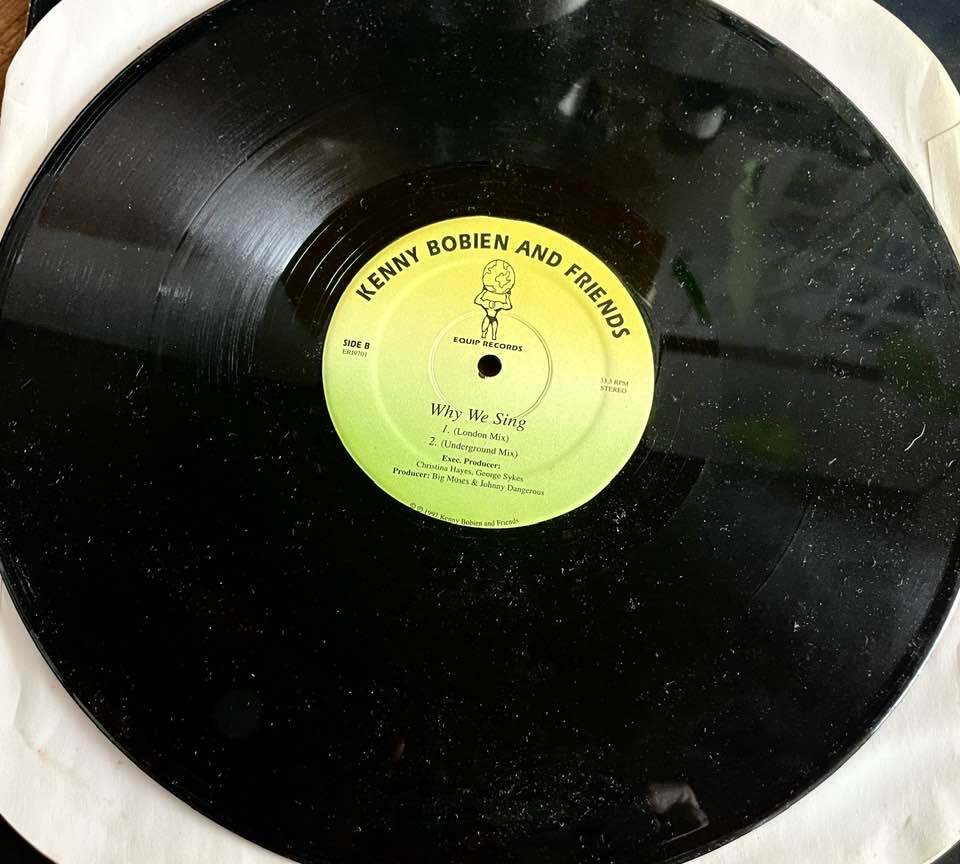 KENNY BOBIEN AND FRIENDS
EQUIP RECORDS
SIDE B
ERI9701
33.3 RPM
STEREO
Why We Sing
1. (London Mix)
2. (Underground Mix)
Exec. Producer:
Christina Hayes, George Sykes
Producer: Big Moses & Johnny Dangerous
© ℗ 1997 Kenny Bobien and Friends